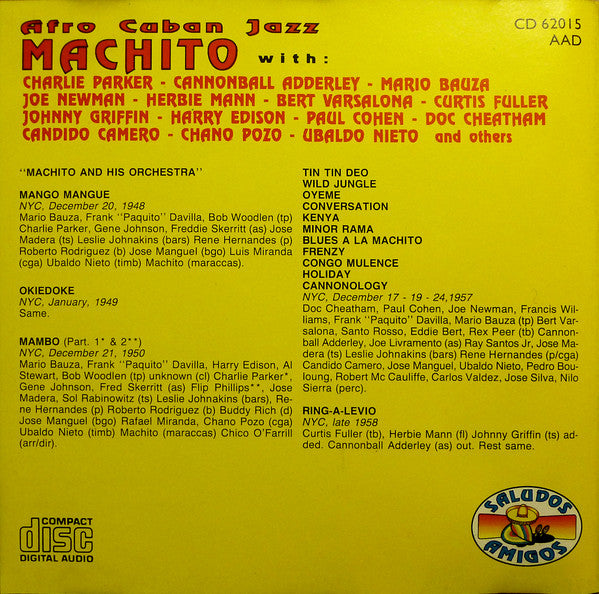 Afro Cuban Jazz
MACHITO with:
CD 62015
AAD
CHARLIE PARKER - CANNONBALL ADDERLEY - MARIO BAUZA
JOE NEWMAN - HERBIE MANN - BERT VARSALONA - CURTIS FULLER
JOHNNY GRIFFIN - HARRY EDISON - PAUL COHEN - DOC CHEATHAM
CANDIDO CAMERO - CHANO POZO - UBALDO NIETO and others
"MACHITO AND HIS ORCHESTRA"
MANGO MANGUE
NYC, December 20, 1948
Mario Bauza, Frank "Paquito" Davilla, Bob Woodlen (tp)
Charlie Parker, Gene Johnson, Freddie Skerritt (as) Jose
Madera (ts) Leslie Johnakins (bars) Rene Hernandes (p)
Roberto Rodriguez (b) Jose Manguel (bgo) Luis Miranda
(cga) Ubaldo Nieto (timb) Machito (maraccas).
OKIEDOKE
NYC, January, 1949
Same.
MAMBO (Part. 1* & 2**)
NYC, December 21, 1950
Mario Bauza, Frank "Paquito" Davilla, Harry Edison, Al
Stewart, Bob Woodlen (tp) unknown (cl) Charlie Parker*,
Gene Johnson, Fred Skerritt (as) Flip Phillips**, Jose
Madera, Sol Rabinowitz (ts) Leslie Johnakins (bars), Re-
ne Hernandes (p) Roberto Rodriguez (b) Buddy Rich (d)
Jose Manguel (bgo) Rafael Miranda, Chano Pozo (cga)
Ubaldo Nieto (timb) Machito (maraccas) Chico O'Farrill
(arr/dir).
TIN TIN DEO
WILD JUNGLE
OYEME
CONVERSATION
KENYA
MINOR RAMA
BLUES A LA MACHITO
FRENZY
CONGO MULENCE
HOLIDAY
CANNONOLOGY
NYC, December 17 - 19 - 24,1957
Doc Cheatham, Paul Cohen, Joe Newman, Francis Wil-
liams, Frank "Paquito" Davilla, Mario Bauza (tp) Bert Var-
salona, Santo Rosso, Eddie Bert, Rex Peer (tb) Cannon-
ball Adderley, Joe Livramento (as) Ray Santos Jr, Jose Ma-
dera (ts) Leslie Johnakins (bars) Rene Hernandes (p/cga)
Candido Camero, Jose Manguel, Ubaldo Nieto, Pedro Bou-
loung, Robert Mc Cauliffe, Carlos Valdez, Jose Silva, Nilo
Sierra (perc).
RING-A-LEVIO
NYC, late 1958
Curtis Fuller (tb), Herbie Mann (fl) Johnny Griffin (ts) ad-
ded. Cannonball Adderley (as) out. Rest same.
COMPACT
disc
DIGITAL AUDIO
SALUDOS
AMIGOS